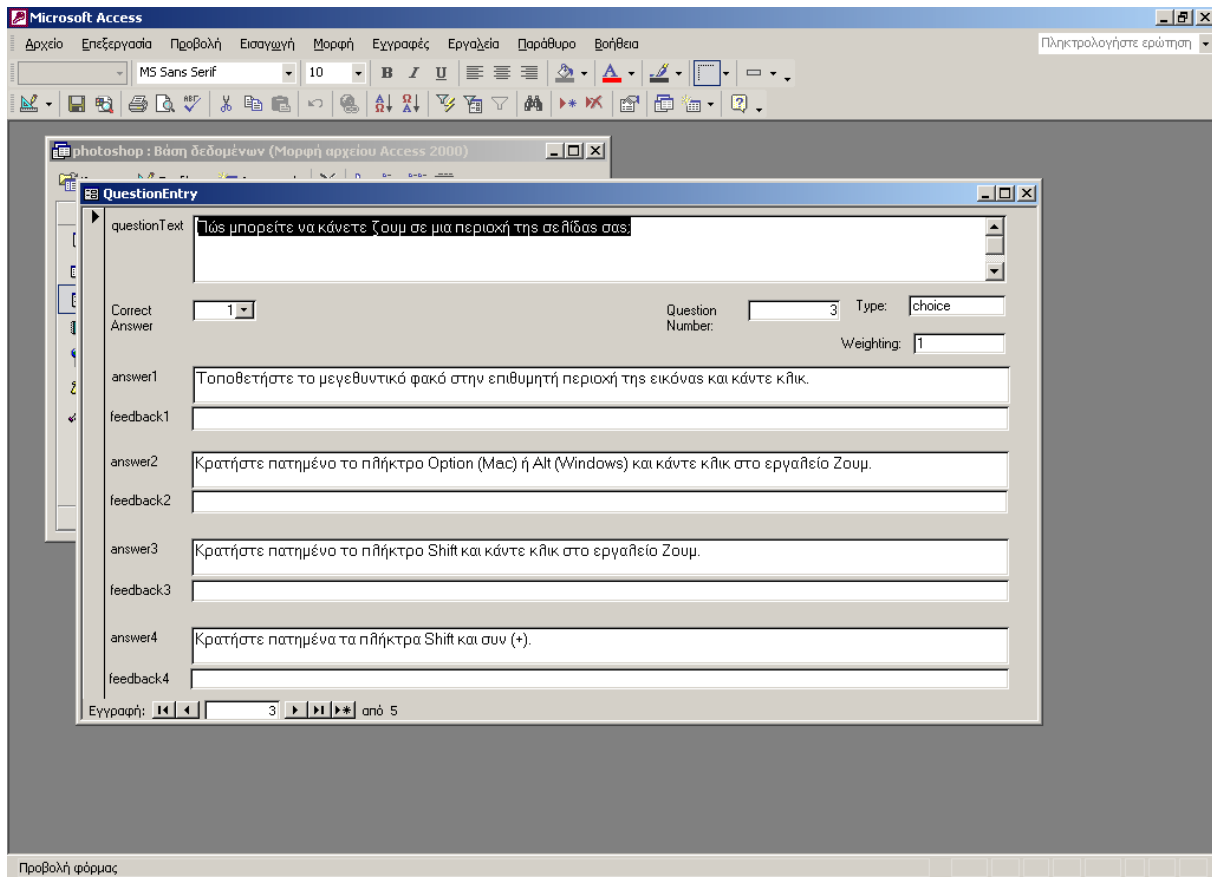 Microsoft Access
Αρχείο Επεξεργασία Προβολή Εισαγωγή Μορφή Εγγραφές Εργαλεία Παράθυρο Βοήθεια Πληκτρολογήστε ερώτηση
MS Sans Serif 10 B I U
photoshop : Βάση δεδομένων (Μορφή αρχείου Access 2000)
QuestionEntry
questionText Πώς μπορείτε να κάνετε ζουμ σε μια περιοχή της σελίδας σας;
Correct Answer 1 Question Number: 3 Type: choice
Weighting: 1
answer1 Τοποθετήστε το μεγεθυντικό φακό στην επιθυμητή περιοχή της εικόνας και κάντε κλικ.
feedback1
answer2 Κρατήστε πατημένο το πλήκτρο Option (Mac) ή Alt (Windows) και κάντε κλικ στο εργαλείο Ζουμ.
feedback2
answer3 Κρατήστε πατημένο το πλήκτρο Shift και κάντε κλικ στο εργαλείο Ζουμ.
feedback3
answer4 Κρατήστε πατημένα τα πλήκτρα Shift και συν (+).
feedback4
Εγγραφή: 3 από 5
Προβολή φόρμας